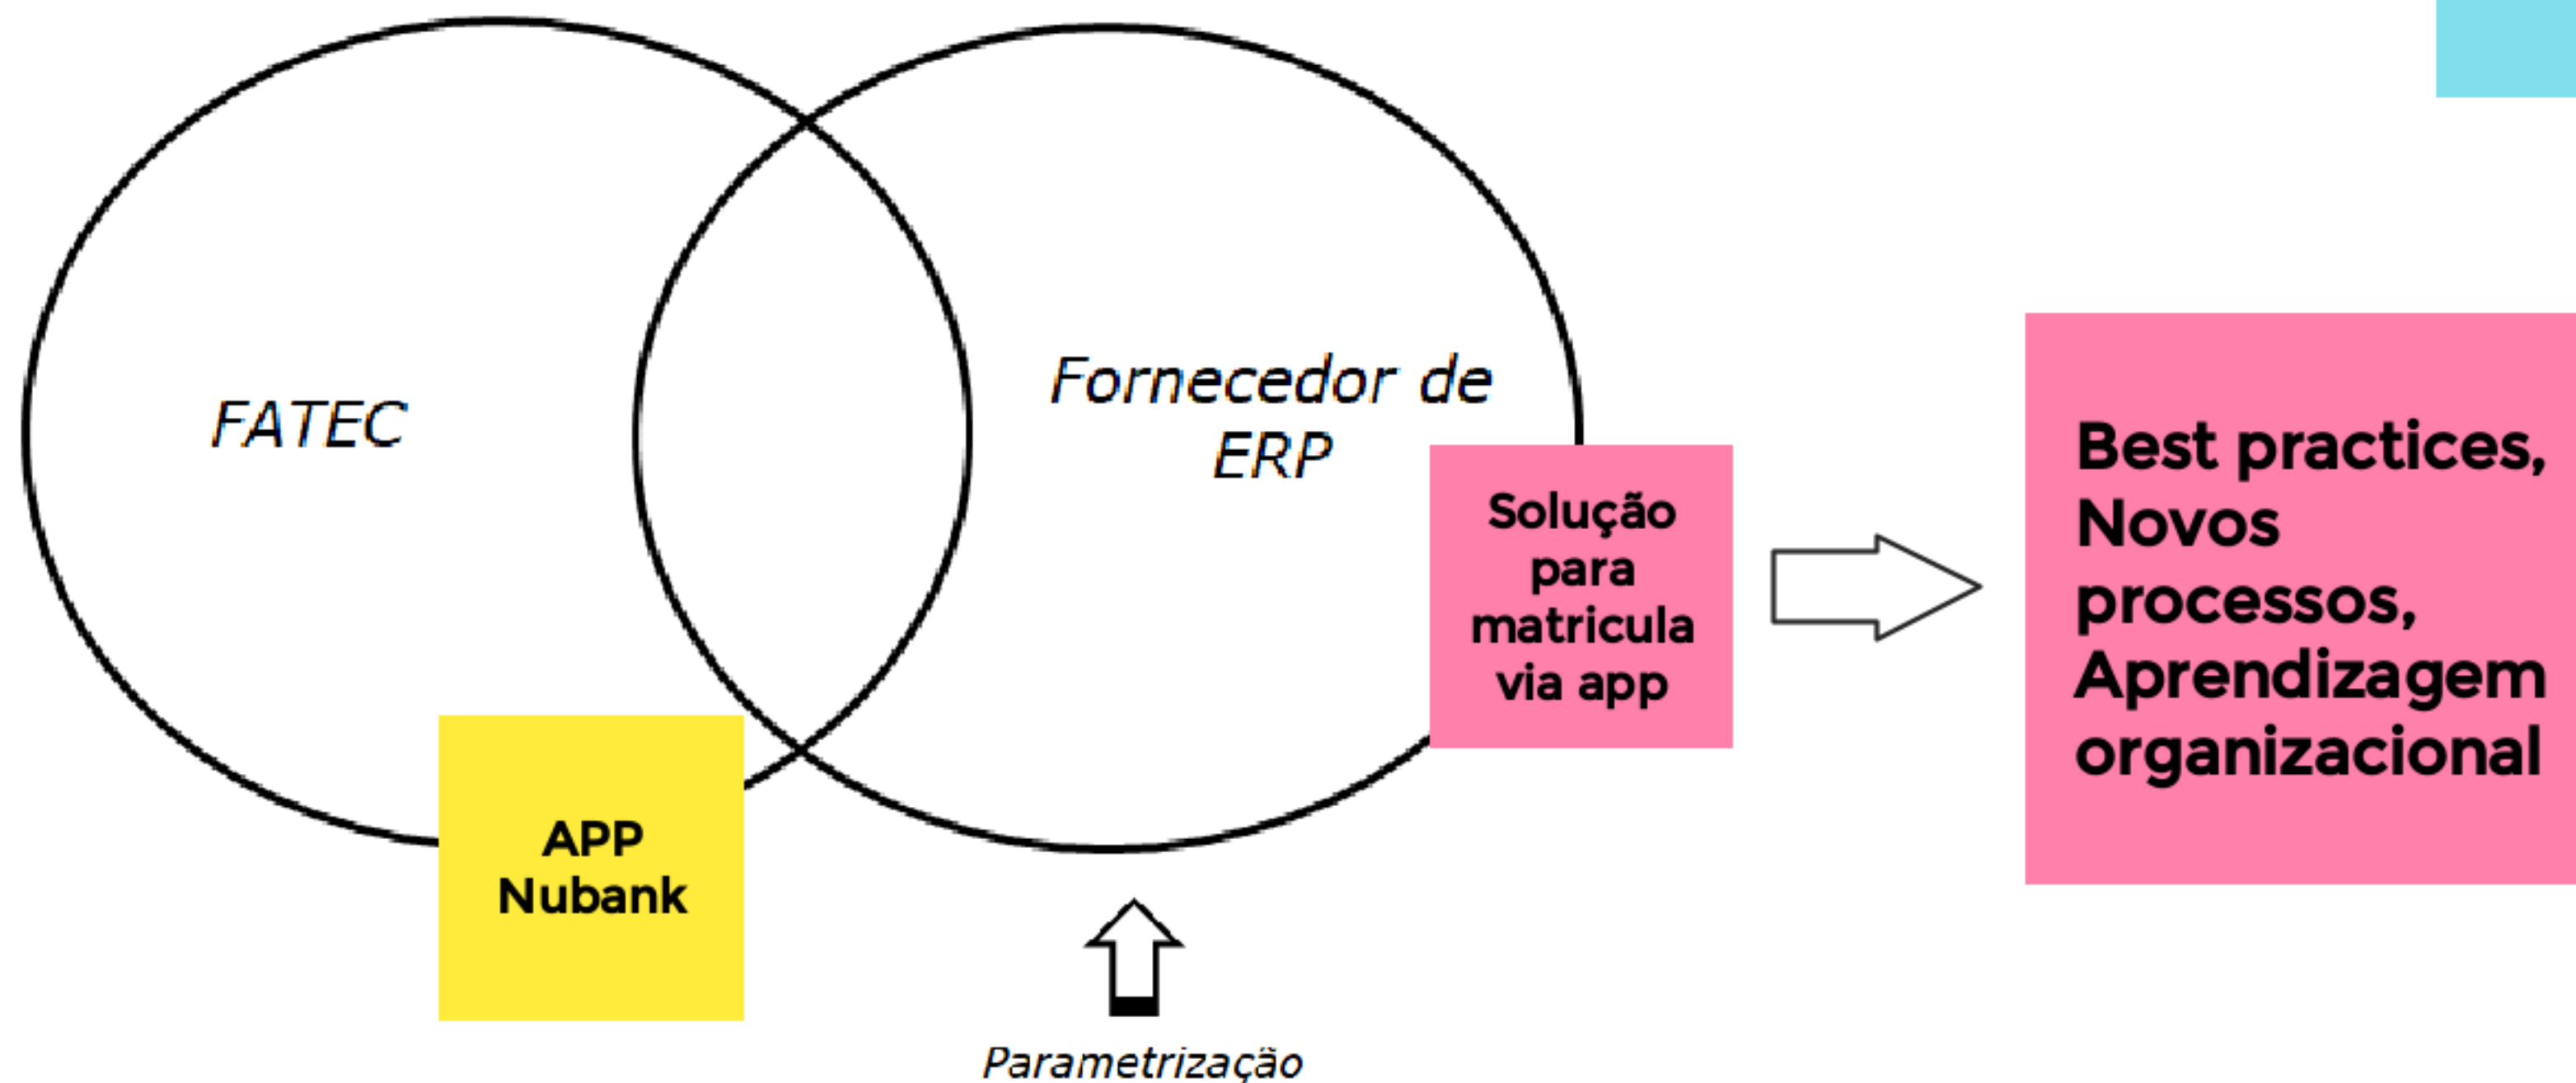 FATEC
Fornecedor de
ERP
Solução
para
matricula
via app
Best practices,
Novos
processos,
Aprendizagem
organizacional
APP
Nubank
Parametrização